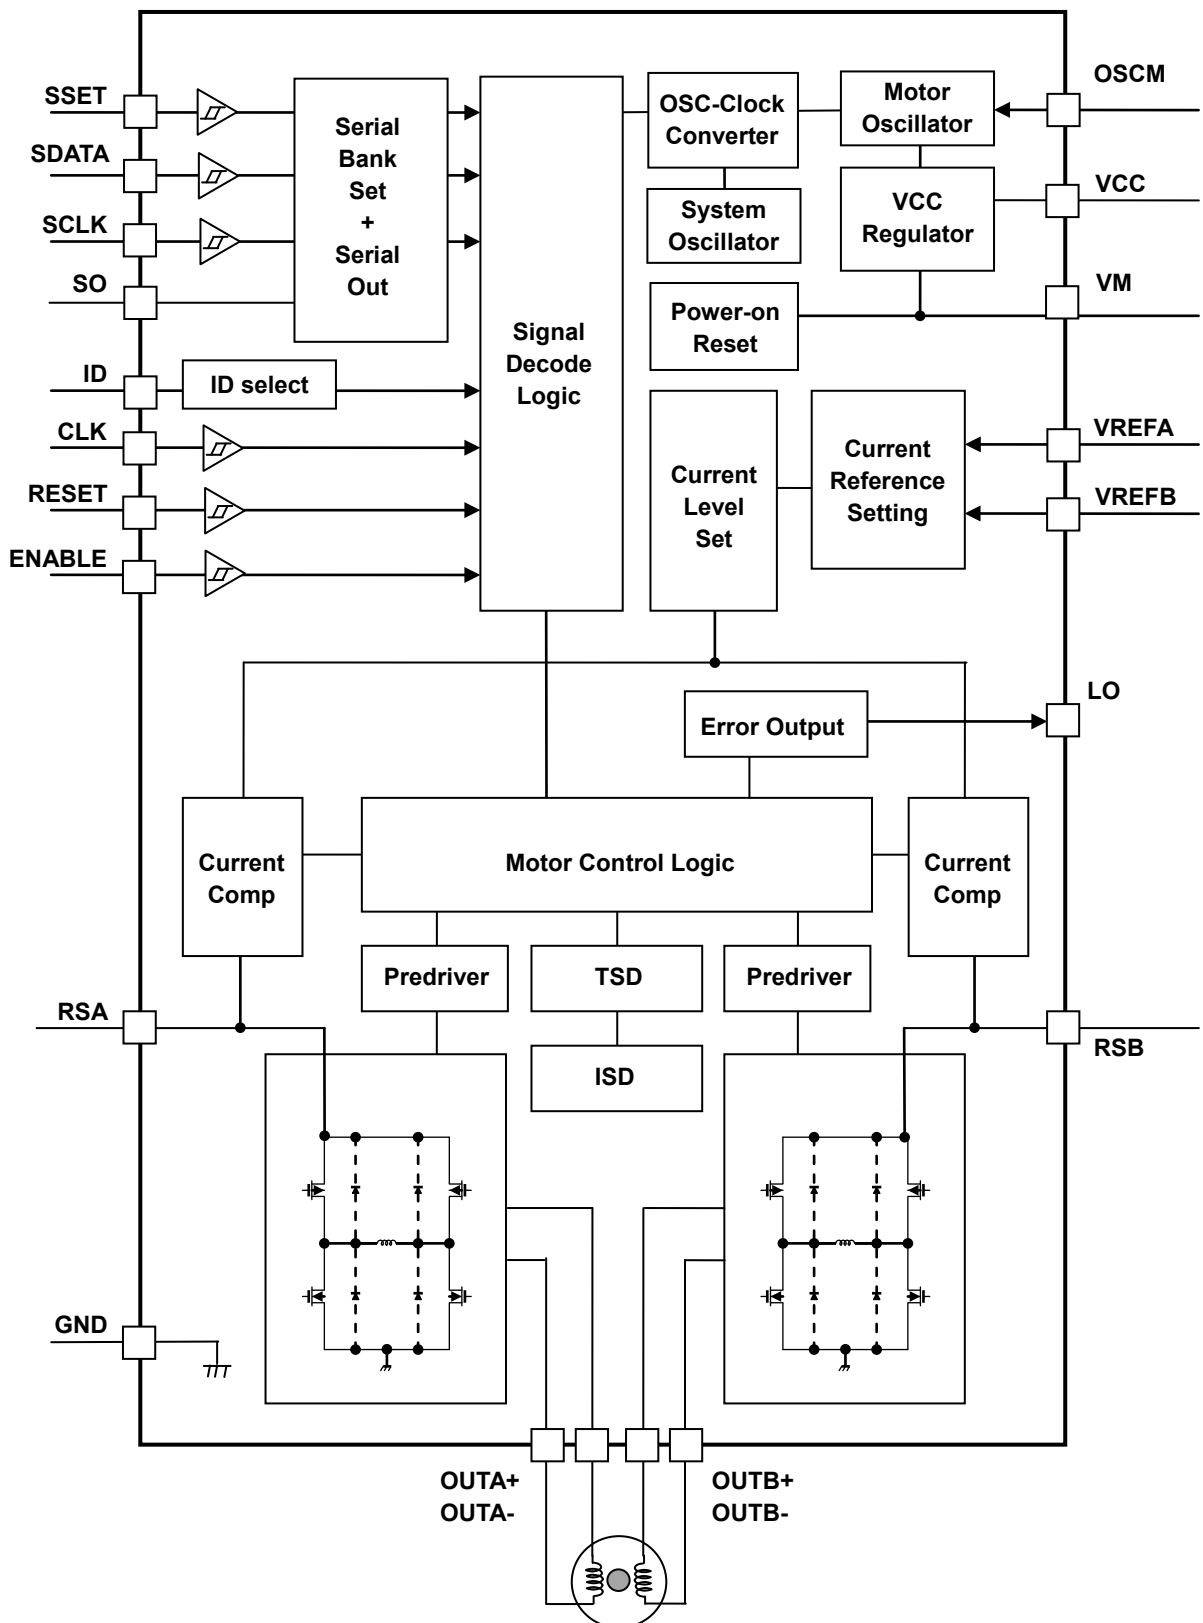 SSET
SDATA
SCLK
SO
ID
CLK
RESET
ENABLE
Serial
Bank
Set
+
Serial
Out
ID select
Signal
Decode
Logic
OSC-Clock
Converter
System
Oscillator
Motor
Oscillator
VCC
Regulator
Power-on
Reset
Current
Level
Set
Current
Reference
Setting
OSCM
VCC
VM
VREFA
VREFB
LO
Error Output
Current
Comp
Motor Control Logic
Current
Comp
Predriver
TSD
Predriver
ISD
RSA
RSB
GND
OUTA+
OUTA-
OUTB+
OUTB-